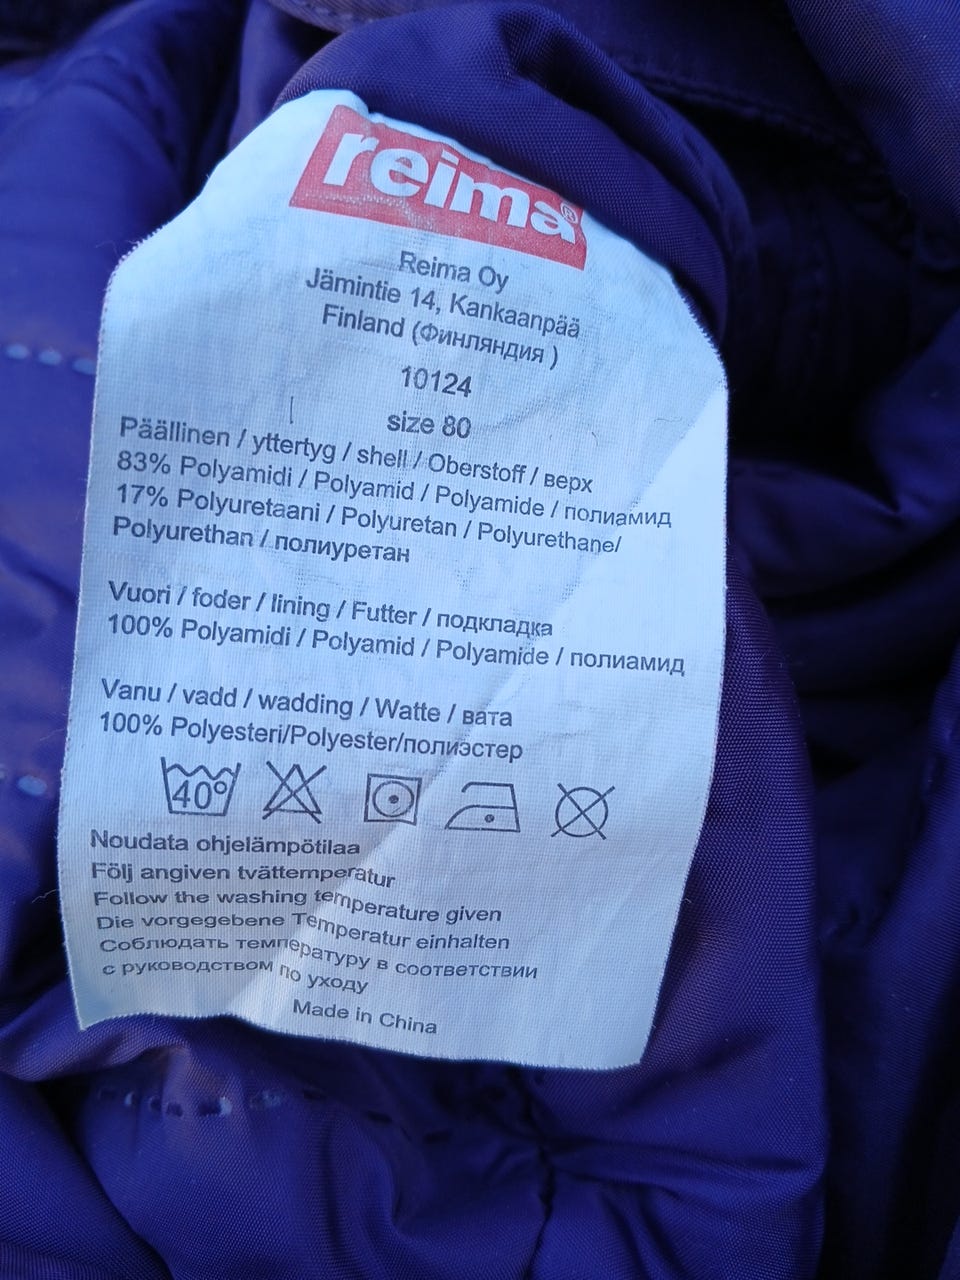 reima®
Reima Oy
Jämintie 14, Kankaanpää
Finland (Финляндия )
10124
size 80
Päällinen / yttertyg / shell / Oberstoff / верх
83% Polyamidi / Polyamid / Polyamide / полиамид
17% Polyuretaani / Polyuretan / Polyurethane/
Polyurethan / полиуретан
Vuori / foder / lining / Futter / подкладка
100% Polyamidi / Polyamid / Polyamide / полиамид
Vanu / vadd / wadding / Watte / вата
100% Polyesteri/Polyester/полиэстер
40°
Noudata ohjelämpötilaa
Följ angiven tvättemperatur
Follow the washing temperature given
Die vorgegebene Temperatur einhalten
Соблюдать температуру в соответствии
с руководством по уходу
Made in China